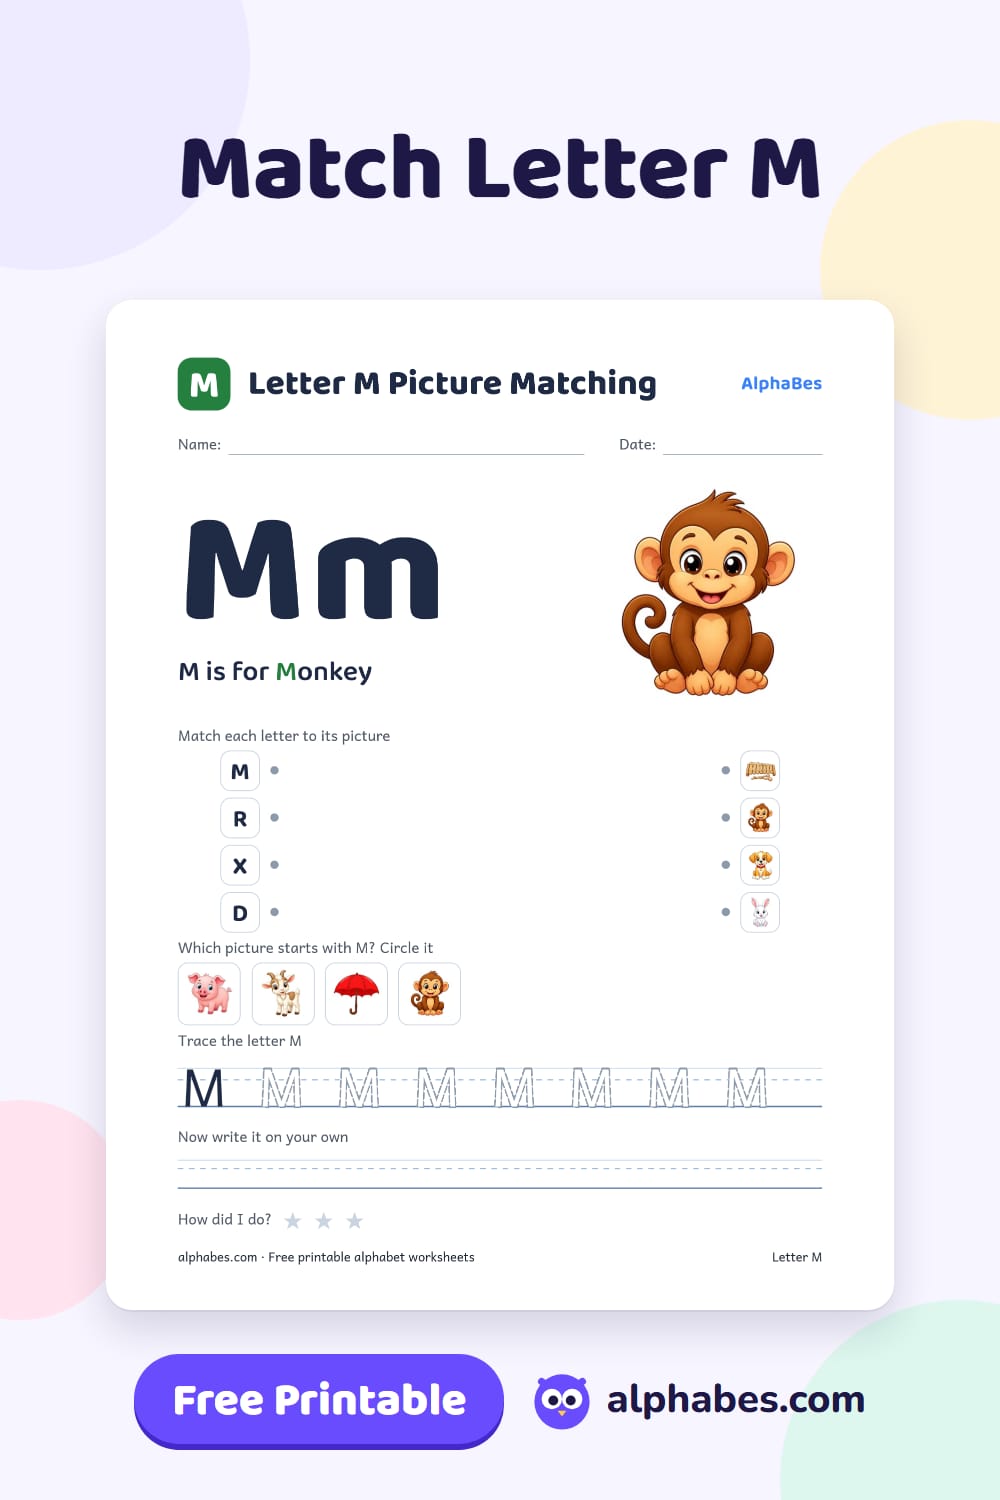 Match Letter M
M Letter M Picture Matching AlphaBes
Name: Date:
Mm
M is for Monkey
Match each letter to its picture
M
R
X
D
Which picture starts with M? Circle it
Trace the letter M
M M M M M M M M
Now write it on your own
How did I do?
alphabes.com · Free printable alphabet worksheets Letter M
Free Printable alphabes.com